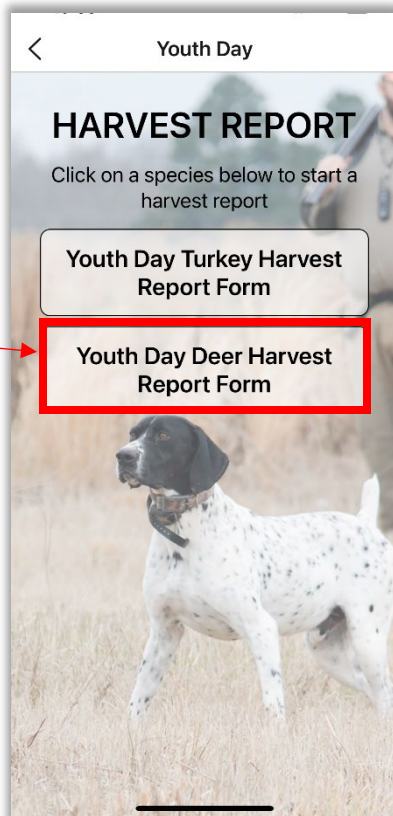 Youth Day
HARVEST REPORT
Click on a species below to start a
harvest report
Youth Day Turkey Harvest
Report Form
Youth Day Deer Harvest
Report Form